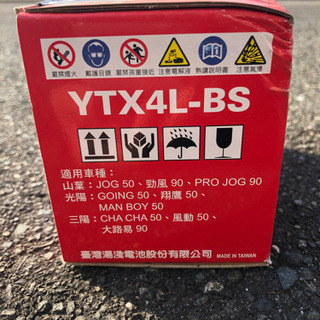 嚴禁煙火 戴護目鏡 嚴禁孩童接近 注意電解液 熟讀說明書 注意氣爆
YTX4L-BS
適用車種：
山葉：JOG 50、勁風 90、PRO JOG 90
光陽：GOING 50、翔鷹 50、
MAN BOY 50
三陽：CHA CHA 50、風動 50、
大路易 90
臺灣湯淺電池股份有限公司 MADE IN TAIWAN